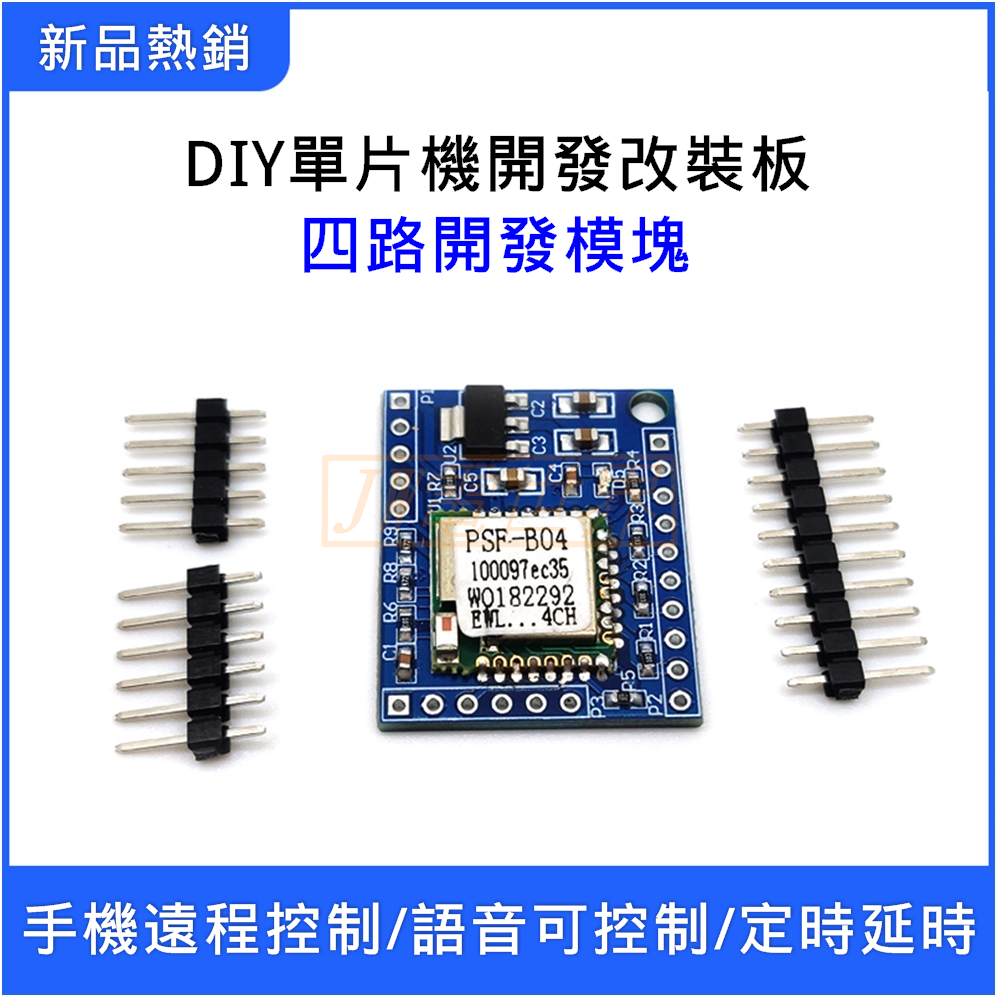 新品熱銷
DIY單片機開發改裝板
四路開發模塊
P1
C2
C3
U2
R7
C5
C4
D5
R4
U1
R3
R9
R8
R2
R6
R1
C1
R5
P3
P2
PSF-B04
100097ec35
W0182292
EWL...4CH
手機遠程控制/語音可控制/定時延時